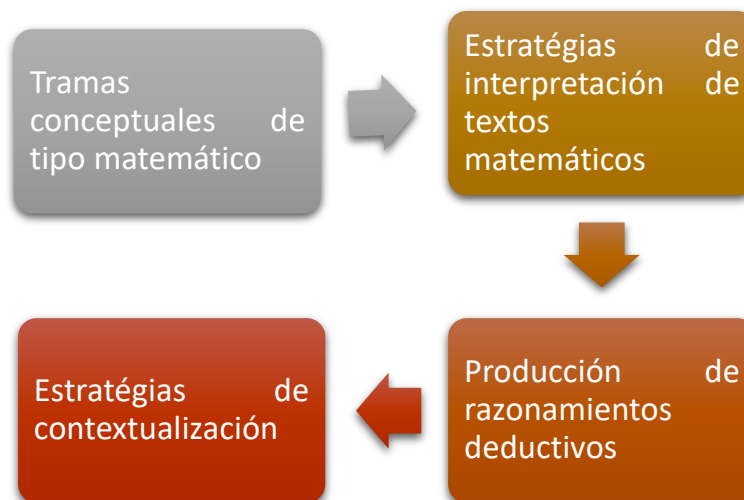 Tramas
conceptuales de
tipo matemático
Estratégias de
interpretación de
textos
matemáticos
Producción de
razonamientos
deductivos
Estratégias de
contextualización